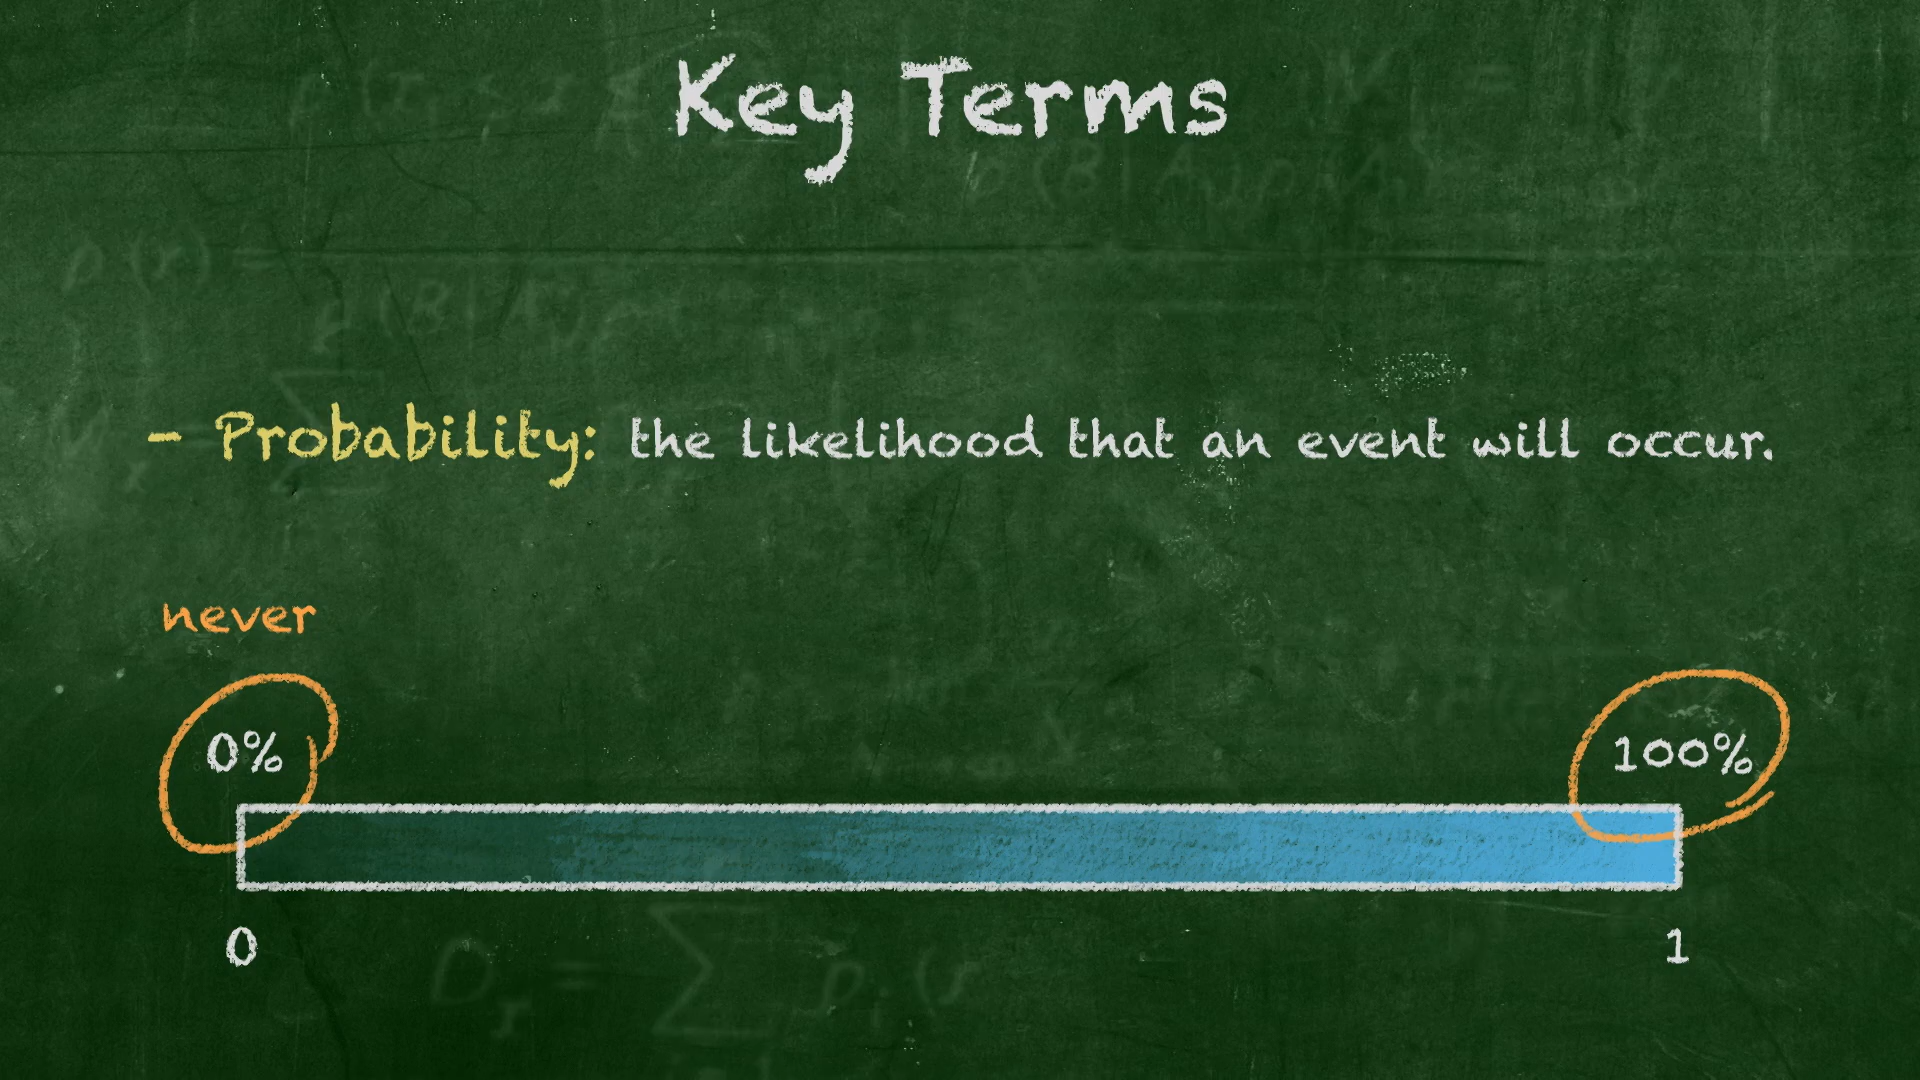 Key Terms
- Probability: the likelihood that an event will occur.
never
0%
100%
0
1